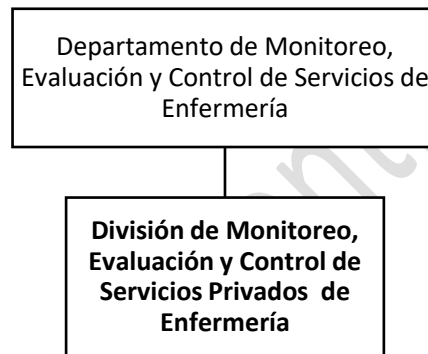 Departamento de Monitoreo,
Evaluación y Control de Servicios de
Enfermería
División de Monitoreo,
Evaluación y Control de
Servicios Privados de
Enfermería